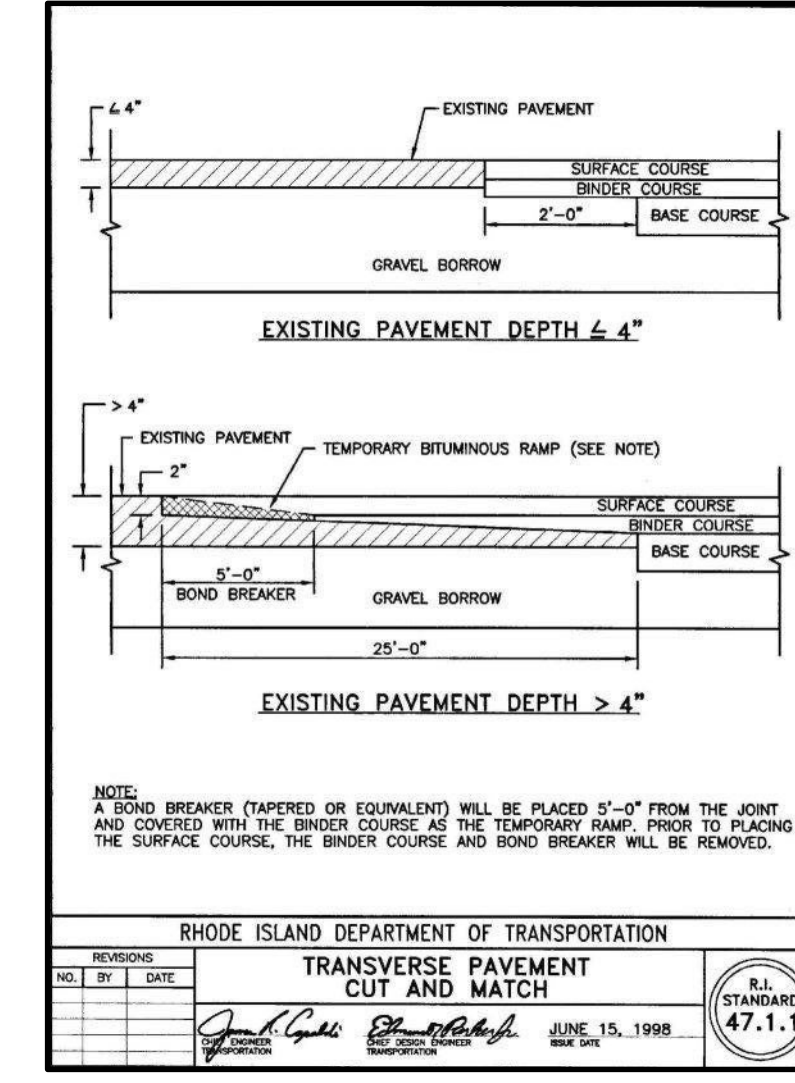 ≤ 4"
EXISTING PAVEMENT
SURFACE COURSE
BINDER COURSE
2'-0"
BASE COURSE
GRAVEL BORROW
EXISTING PAVEMENT DEPTH ≤ 4"
> 4"
EXISTING PAVEMENT
TEMPORARY BITUMINOUS RAMP (SEE NOTE)
2"
SURFACE COURSE
BINDER COURSE
BASE COURSE
5'-0"
BOND BREAKER
GRAVEL BORROW
25'-0"
EXISTING PAVEMENT DEPTH > 4"
NOTE:
A BOND BREAKER (TAPERED OR EQUIVALENT) WILL BE PLACED 5'-0" FROM THE JOINT
AND COVERED WITH THE BINDER COURSE AS THE TEMPORARY RAMP. PRIOR TO PLACING
THE SURFACE COURSE, THE BINDER COURSE AND BOND BREAKER WILL BE REMOVED.
RHODE ISLAND DEPARTMENT OF TRANSPORTATION
REVISIONS
NO. BY DATE
TRANSVERSE PAVEMENT
CUT AND MATCH
James R. Capaldi
CHIEF ENGINEER
TRANSPORTATION
Edmund T. Parker Jr.
CHIEF DESIGN ENGINEER
TRANSPORTATION
JUNE 15, 1998
ISSUE DATE
R.I.
STANDARD
47.1.1